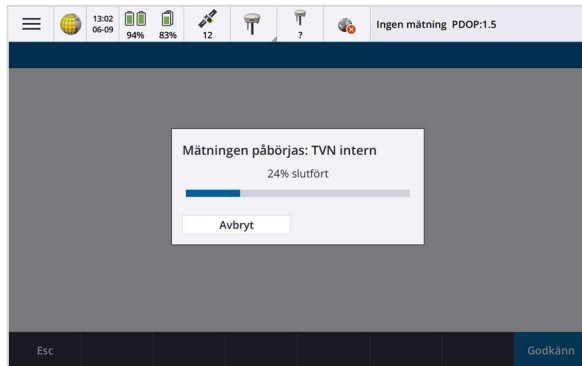 13:02
06-09
94%
83%
12
?
Ingen mätning PDOP:1.5
Mätningen påbörjas: TVN intern
24% slutfört
Avbryt
Esc
Godkänn